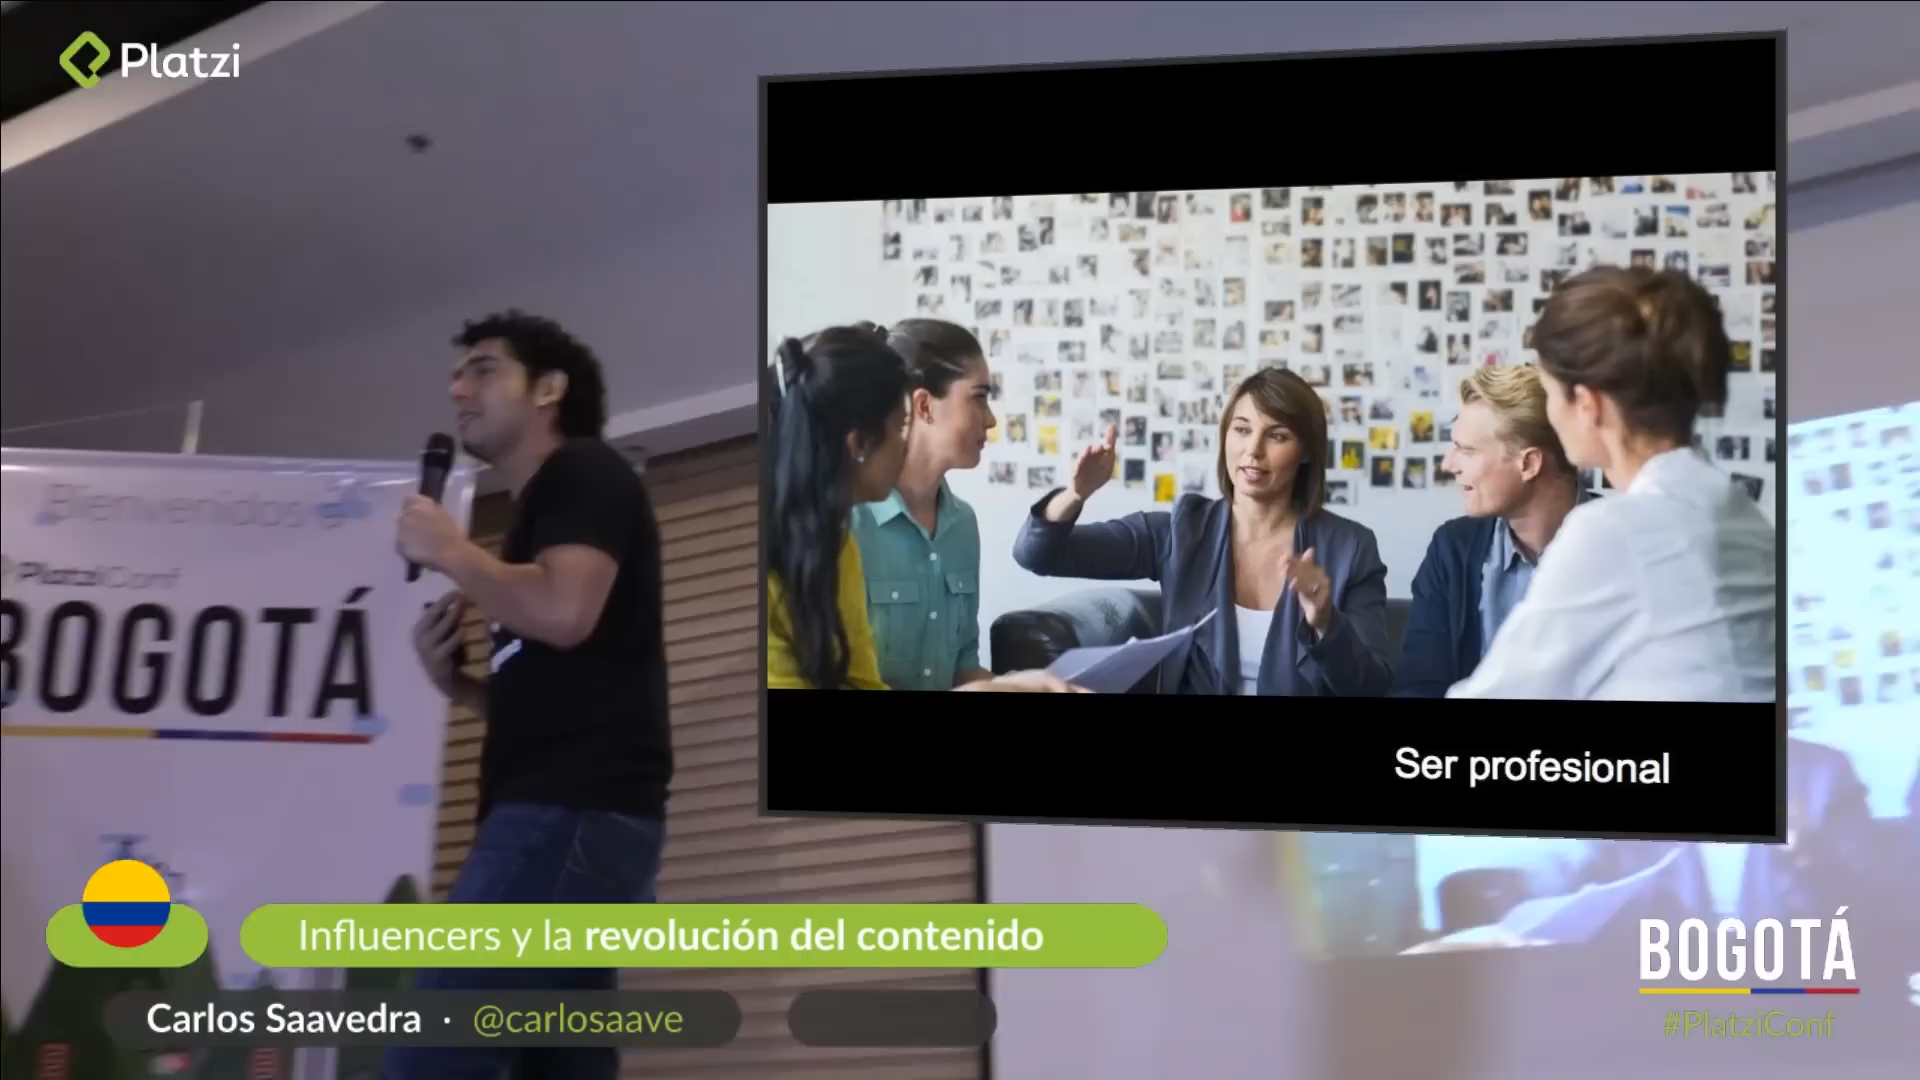 Platzi
Bienvenidos a
PlatziConf
BOGOTÁ
Ser profesional
Influencers y la revolución del contenido
Carlos Saavedra · @carlosaave
BOGOTÁ
#PlatziConf